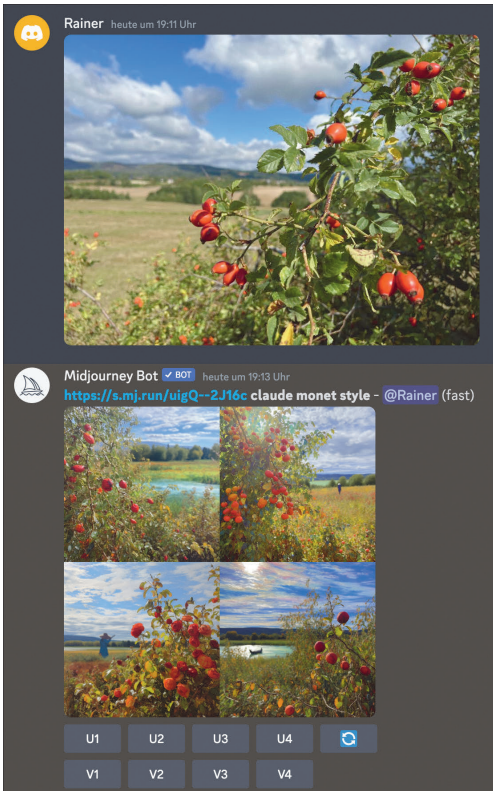 Rainer heute um 19:11 Uhr
Midjourney Bot ✔ BOT heute um 19:13 Uhr
https://s.mj.run/uigQ--2J16c claude monet style - @Rainer (fast)
U1 U2 U3 U4
V1 V2 V3 V4